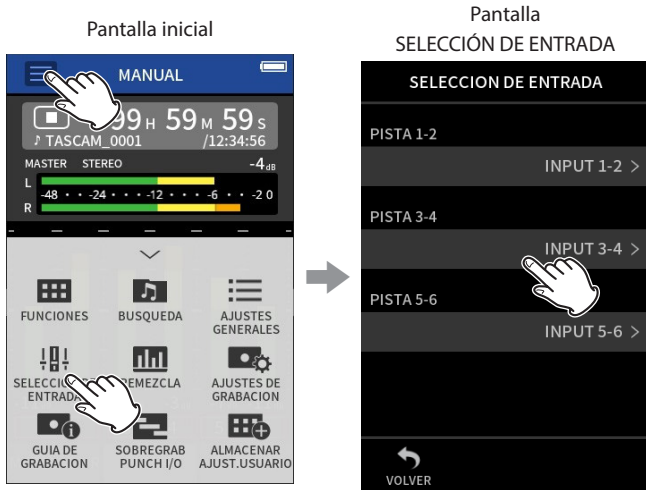 Pantalla inicial
MANUAL
99 H 59 M 59 S
♪ TASCAM_0001 /12:34:56
MASTER STEREO -4dB
L
-48 · · -24 · · · · -12 · · · · -6 · · -2 0
R
FUNCIONES
BUSQUEDA
AJUSTES
GENERALES
ENTRADA
REMEZCLA
AJUSTES DE
GRABACION
GUIA DE
GRABACION
SOBREGRAB
PUNCH I/O
ALMACENAR
AJUST.USUARIO
Pantalla
SELECCIÓN DE ENTRADA
SELECCION DE ENTRADA
PISTA 1-2
INPUT 1-2 >
PISTA 3-4
INPUT 3-4 >
PISTA 5-6
INPUT 5-6 >
VOLVER